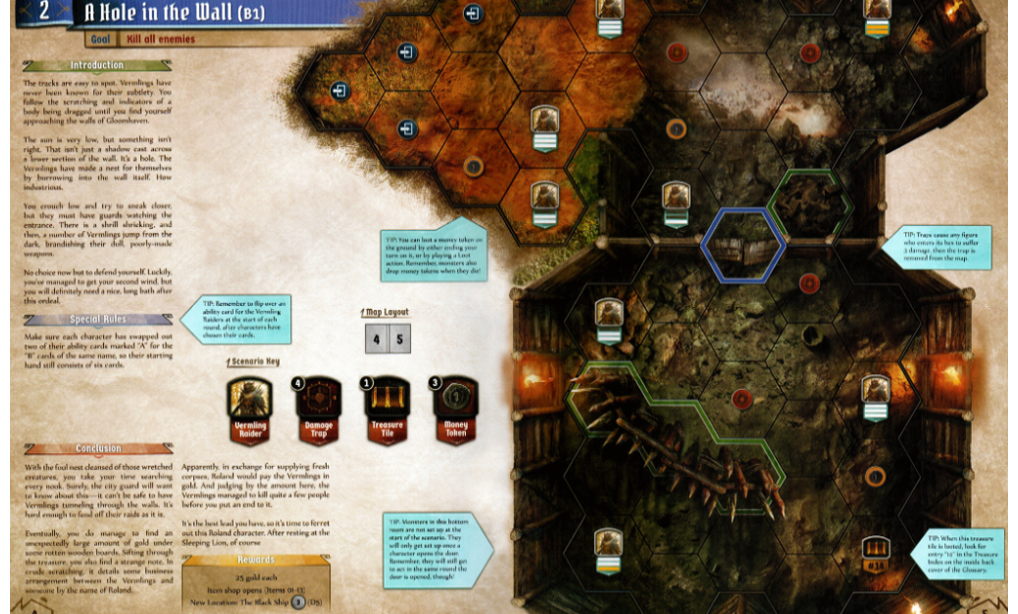 2
A Hole in the Wall (B1)
Goal Kill all enemies
Introduction
The tracks are easy to spot. Vermlings have
never been known for their subtlety. You
follow the scratching and indicators of a
body being dragged until you find yourself
approaching the walls of Gloomhaven.
The sun is very low, but something isn't
right. That isn't just a shadow cast across
a lower section of the wall. It's a hole. The
Vermlings have made a nest for themselves
by burrowing into the wall itself. How
industrious.
You crouch low and try to sneak closer,
but they must have guards watching the
entrance. There is a shrill shrieking, and
then, a number of Vermlings jump from the
dark, brandishing their dull, poorly-made
weapons.
No choice now but to defend yourself. Luckily,
you've managed to get your second wind, but
you will definitely need a nice, long bath after
this ordeal.
Special Rules
Make sure each character has swapped out
two of their ability cards marked "A" for the
"B" cards of the same name, so their starting
hand still consists of six cards.
TIP: Remember to flip over an
ability card for the Vermling
Raiders at the start of each
round, after characters have
chosen their cards.
TIP: You can loot a money token on
the ground by either ending your
turn on it, or by playing a Loot
action. Remember, monsters also
drop money tokens when they die!
TIP: Traps cause any figure
who enters its hex to suffer
3 damage, then the trap is
removed from the map.
Map Layout
4 5
Scenario Key
Vermling Raider
4 Damage Trap
1 Treasure Tile
3 Money Token
Conclusion
With the foul nest cleansed of those wretched
creatures, you take your time searching
every nook. Surely, the city guard will want
to know about this—it can't be safe to have
Vermlings tunneling through the walls. It's
hard enough to fend off their raids as it is.
Eventually, you do manage to find an
unexpectedly large amount of gold under
some rotten wooden boards. Sifting through
the treasure, you also find a strange note. In
crude scratching, it details some business
arrangement between the Vermlings and
someone by the name of Roland.
Apparently, in exchange for supplying fresh
corpses, Roland would pay the Vermlings in
gold. And judging by the amount here, the
Vermlings managed to kill quite a few people
before you put an end to it.
It's the best lead you have, so it's time to ferret
out this Roland character. After resting at the
Sleeping Lion, of course
Rewards
25 gold each
Item shop opens (Items 01-13)
New Location: The Black Ship 3 (D5)
TIP: Monsters in this bottom
room are not set up at the
start of the scenario. They
will only get set up once a
character opens the door.
Remember, they will still get
to act in the same round
the door is opened, though!
TIP: When this treasure
tile is looted, look for
in the Treasure
Index on the inside back
cover of the Glossary.